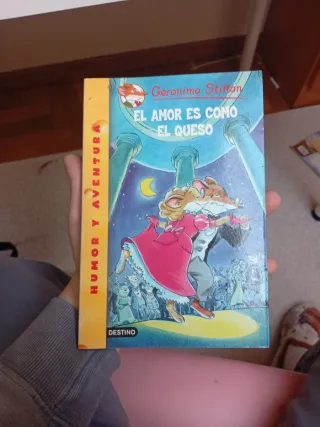 Geronimo Stilton
EL AMOR ES COMO
EL QUESO
HUMOR Y AVENTURA
DESTINO